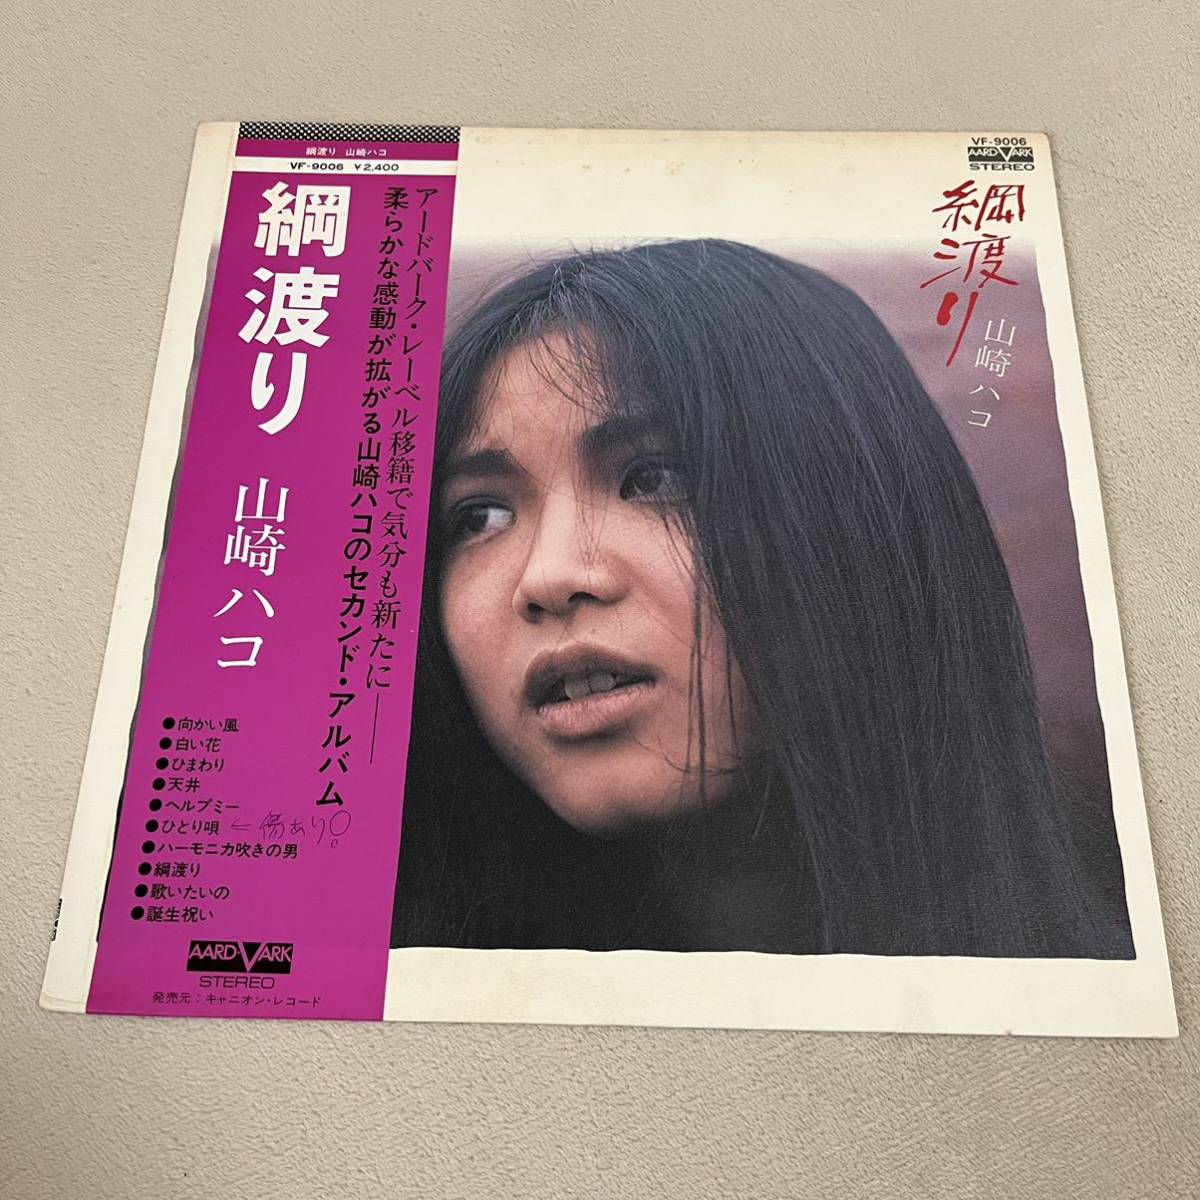 綱渡り 山崎ハコ
VF-9006 ¥2,400
綱渡り 山崎ハコ
アードバーク・レーベル移籍で気分も新たに――
柔らかな感動が拡がる山崎ハコのセカンド・アルバム
●向かい風
●白い花
●ひまわり
●天井
●ヘルプミー
●ひとり唄 ← 傷あり!
●ハーモニカ吹きの男
●綱渡り
●歌いたいの
●誕生祝い
AARD-VARK
STEREO
発売元:キャニオン・レコード
VF-9006
AARD-VARK
STEREO
綱渡り
山崎ハコ